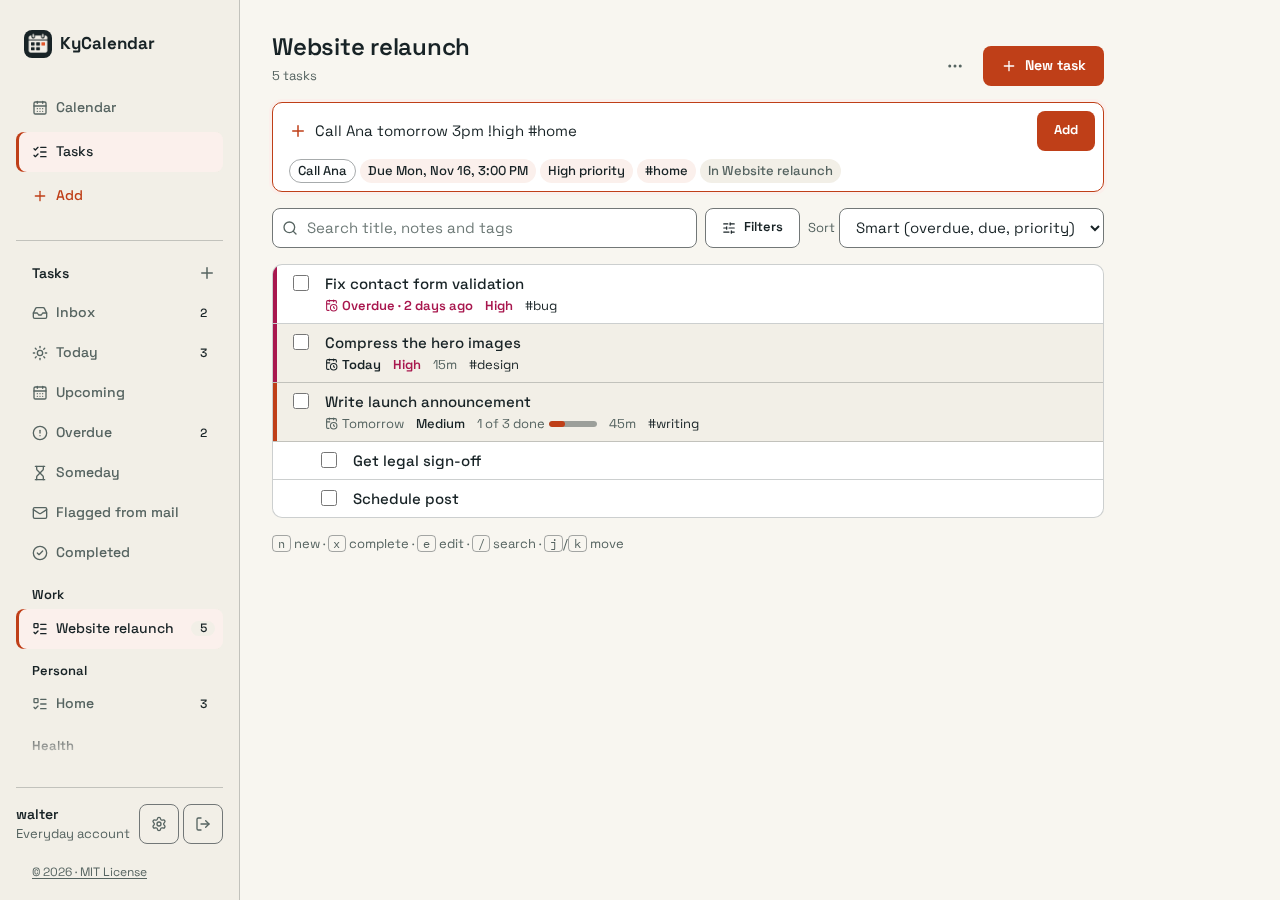 KyCalendar
Calendar
Tasks
Add
Tasks
Inbox 2
Today 3
Upcoming
Overdue 2
Someday
Flagged from mail
Completed
Work
Website relaunch 5
Personal
Home 3
Health
walter
Everyday account
© 2026 · MIT License
Website relaunch
5 tasks
New task
Call Ana tomorrow 3pm !high #home
Add
Call Ana Due Mon, Nov 16, 3:00 PM High priority #home In Website relaunch
Search title, notes and tags
Filters
Sort Smart (overdue, due, priority)
Fix contact form validation
Overdue · 2 days ago High #bug
Compress the hero images
Today High 15m #design
Write launch announcement
Tomorrow Medium 1 of 3 done 45m #writing
Get legal sign-off
Schedule post
n new · x complete · e edit · / search · j/k move